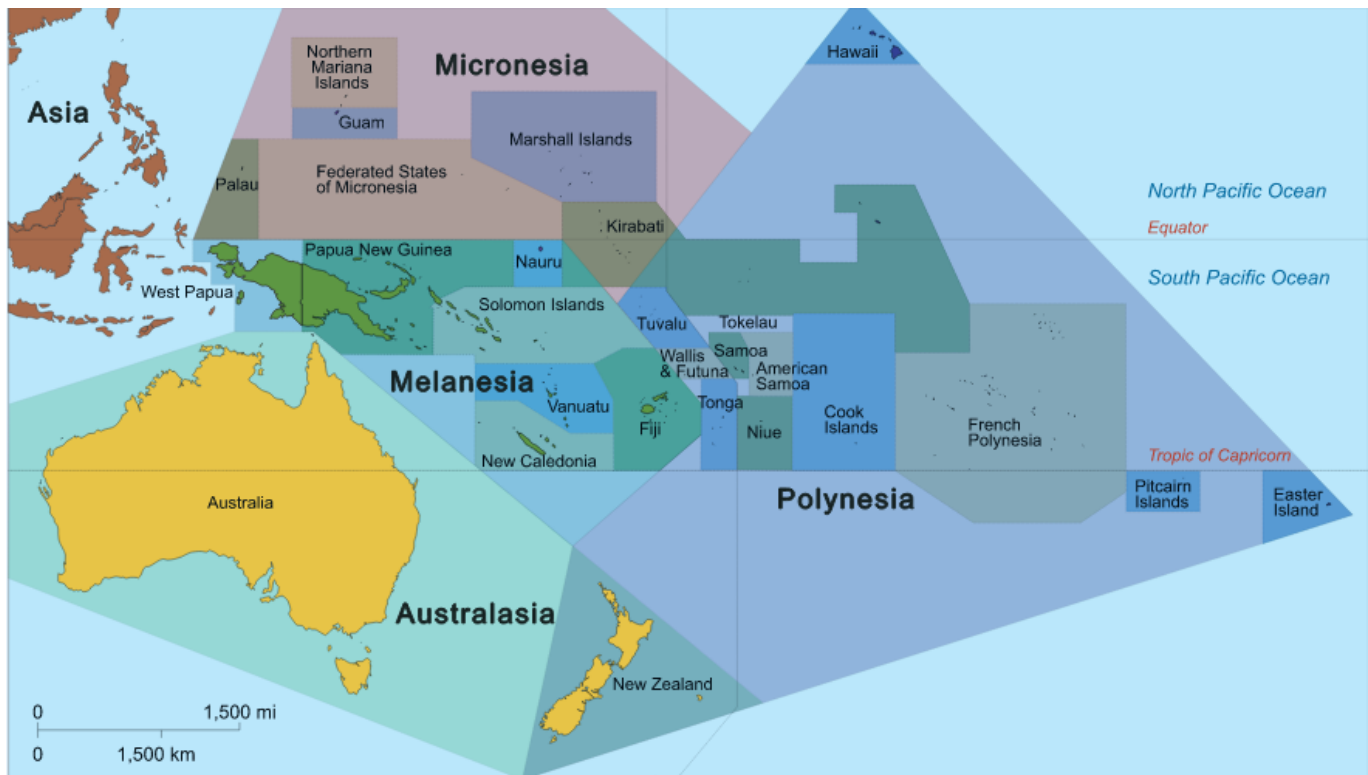 Northern
Mariana
Islands
Micronesia
Hawaii
Asia
Guam
Marshall Islands
Palau
Federated States
of Micronesia
North Pacific Ocean
Kirabati
Equator
Papua New Guinea
Nauru
South Pacific Ocean
West Papua
Solomon Islands
Tuvalu
Tokelau
Wallis
& Futuna
Samoa
American
Samoa
Melanesia
Vanuatu
Fiji
Tonga
Niue
Cook
Islands
French
Polynesia
New Caledonia
Tropic of Capricorn
Polynesia
Pitcairn
Islands
Easter
Island
Australia
Australasia
New Zealand
0 1,500 mi
0 1,500 km